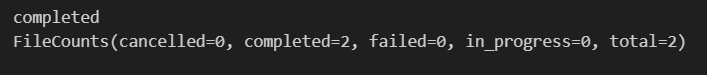 completed
FileCounts(cancelled=0, completed=2, failed=0, in_progress=0, total=2)